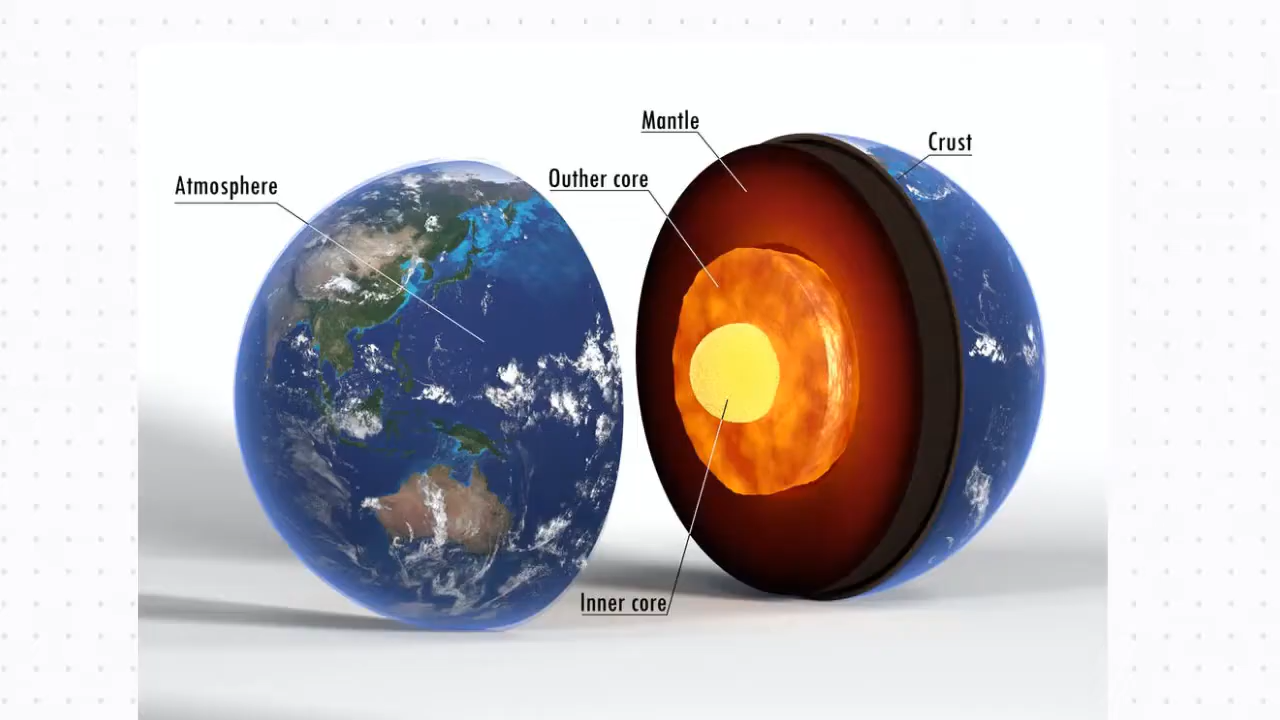 Mantle
Crust
Outher core
Atmosphere
Inner core